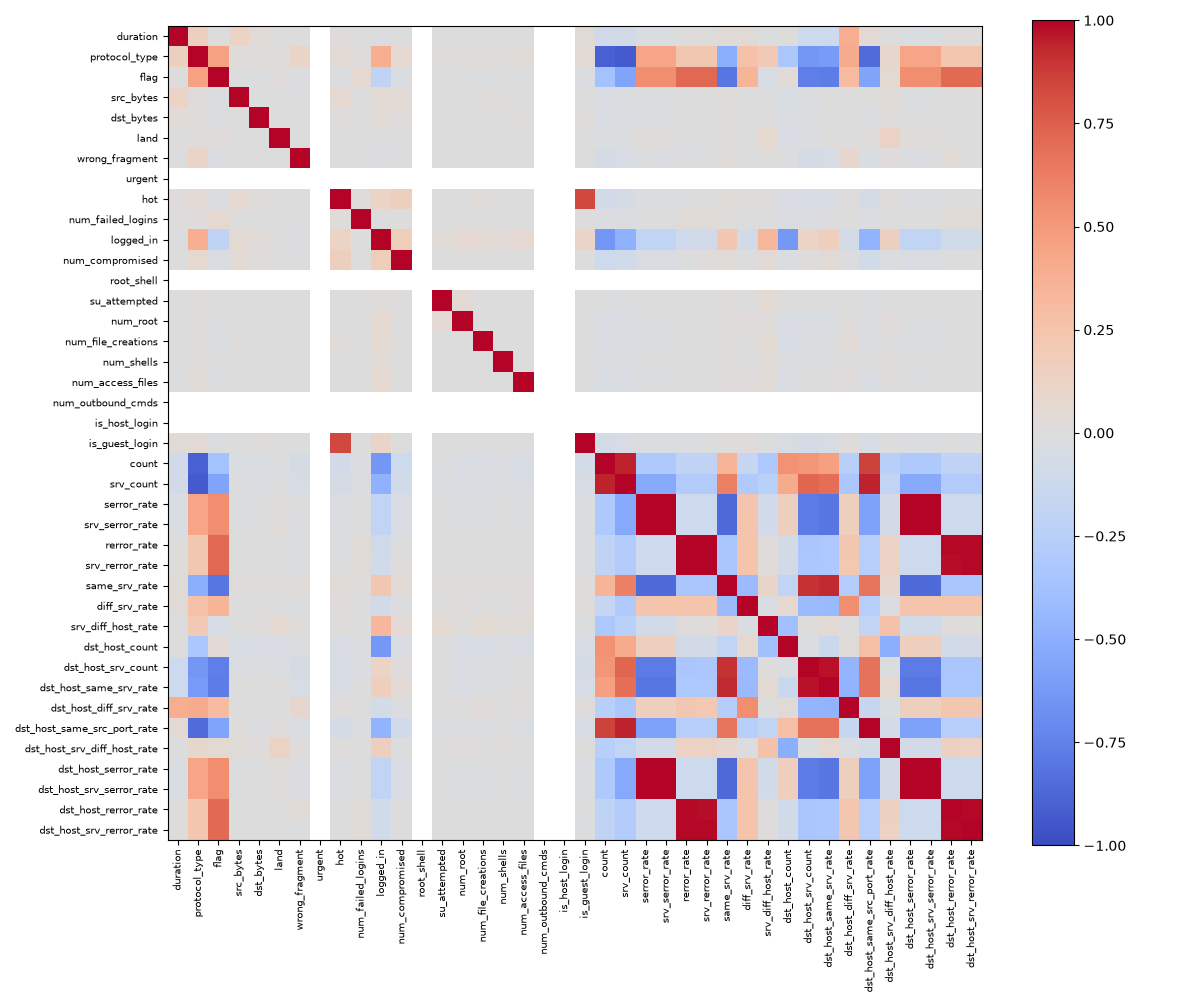 duration
protocol_type
flag
src_bytes
dst_bytes
land
wrong_fragment
urgent
hot
num_failed_logins
logged_in
num_compromised
root_shell
su_attempted
num_root
num_file_creations
num_shells
num_access_files
num_outbound_cmds
is_host_login
is_guest_login
count
srv_count
serror_rate
srv_serror_rate
rerror_rate
srv_rerror_rate
same_srv_rate
diff_srv_rate
srv_diff_host_rate
dst_host_count
dst_host_srv_count
dst_host_same_srv_rate
dst_host_diff_srv_rate
dst_host_same_src_port_rate
dst_host_srv_diff_host_rate
dst_host_serror_rate
dst_host_srv_serror_rate
dst_host_rerror_rate
dst_host_srv_rerror_rate
duration
protocol_type
flag
src_bytes
dst_bytes
land
wrong_fragment
urgent
hot
num_failed_logins
logged_in
num_compromised
root_shell
su_attempted
num_root
num_file_creations
num_shells
num_access_files
num_outbound_cmds
is_host_login
is_guest_login
count
srv_count
serror_rate
srv_serror_rate
rerror_rate
srv_rerror_rate
same_srv_rate
diff_srv_rate
srv_diff_host_rate
dst_host_count
dst_host_srv_count
dst_host_same_srv_rate
dst_host_diff_srv_rate
dst_host_same_src_port_rate
dst_host_srv_diff_host_rate
dst_host_serror_rate
dst_host_srv_serror_rate
dst_host_rerror_rate
dst_host_srv_rerror_rate
1.00
0.75
0.50
0.25
0.00
−0.25
−0.50
−0.75
−1.00